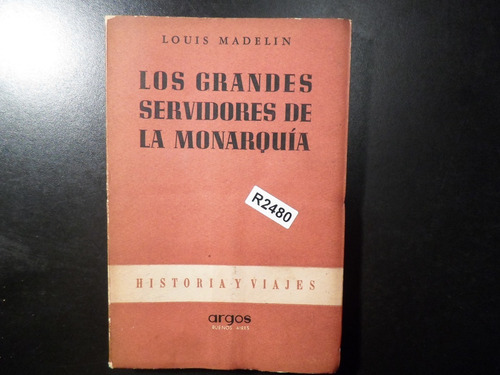 LOUIS MADELIN
LOS GRANDES
SERVIDORES DE
LA MONARQUÍA
R2480
HISTORIA Y VIAJES
argos
BUENOS AIRES